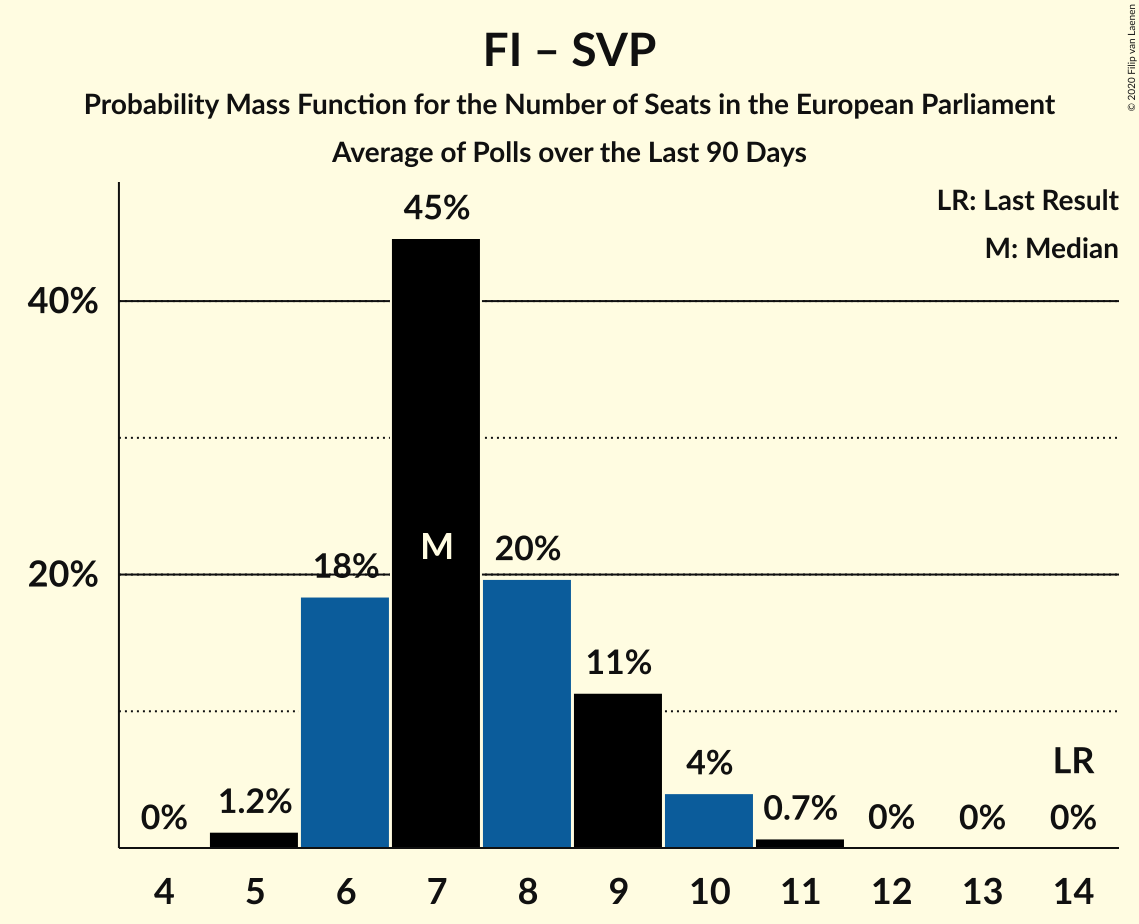 FI – SVP
Probability Mass Function for the Number of Seats in the European Parliament
Average of Polls over the Last 90 Days
© 2020 Filip van Laenen
LR: Last Result
M: Median
45%
40%
M
20%
18%
20%
11%
LR
4%
1.2%
0.7%
0%
0%
0%
0%
4 5 6 7 8 9 10 11 12 13 14